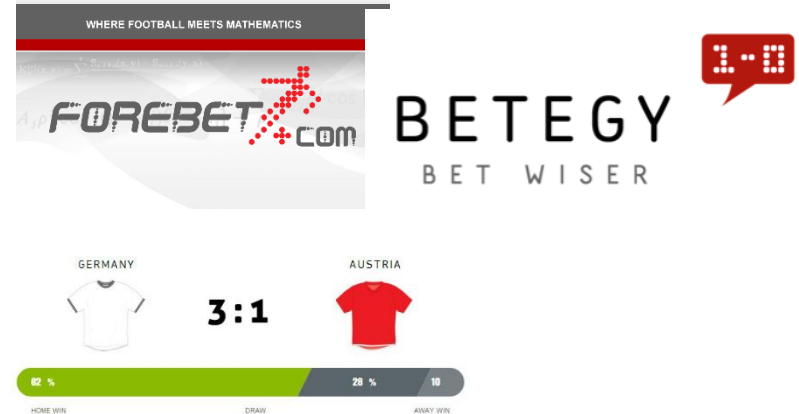 WHERE FOOTBALL MEETS MATHEMATICS
FOREBET
.COM
BETEGY
BET WISER
1-0
GERMANY
AUSTRIA
3:1
62 %
28 %
10
HOME WIN
DRAW
AWAY WIN